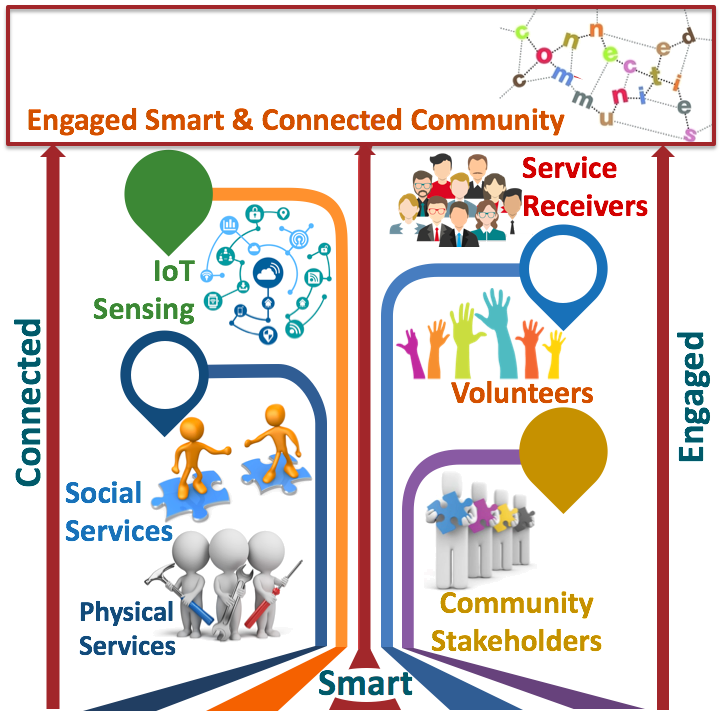 connected
communities
Engaged Smart & Connected Community
Service
Receivers
IoT
Sensing
Connected
Engaged
Volunteers
Social
Services
Physical
Services
Community
Stakeholders
Smart